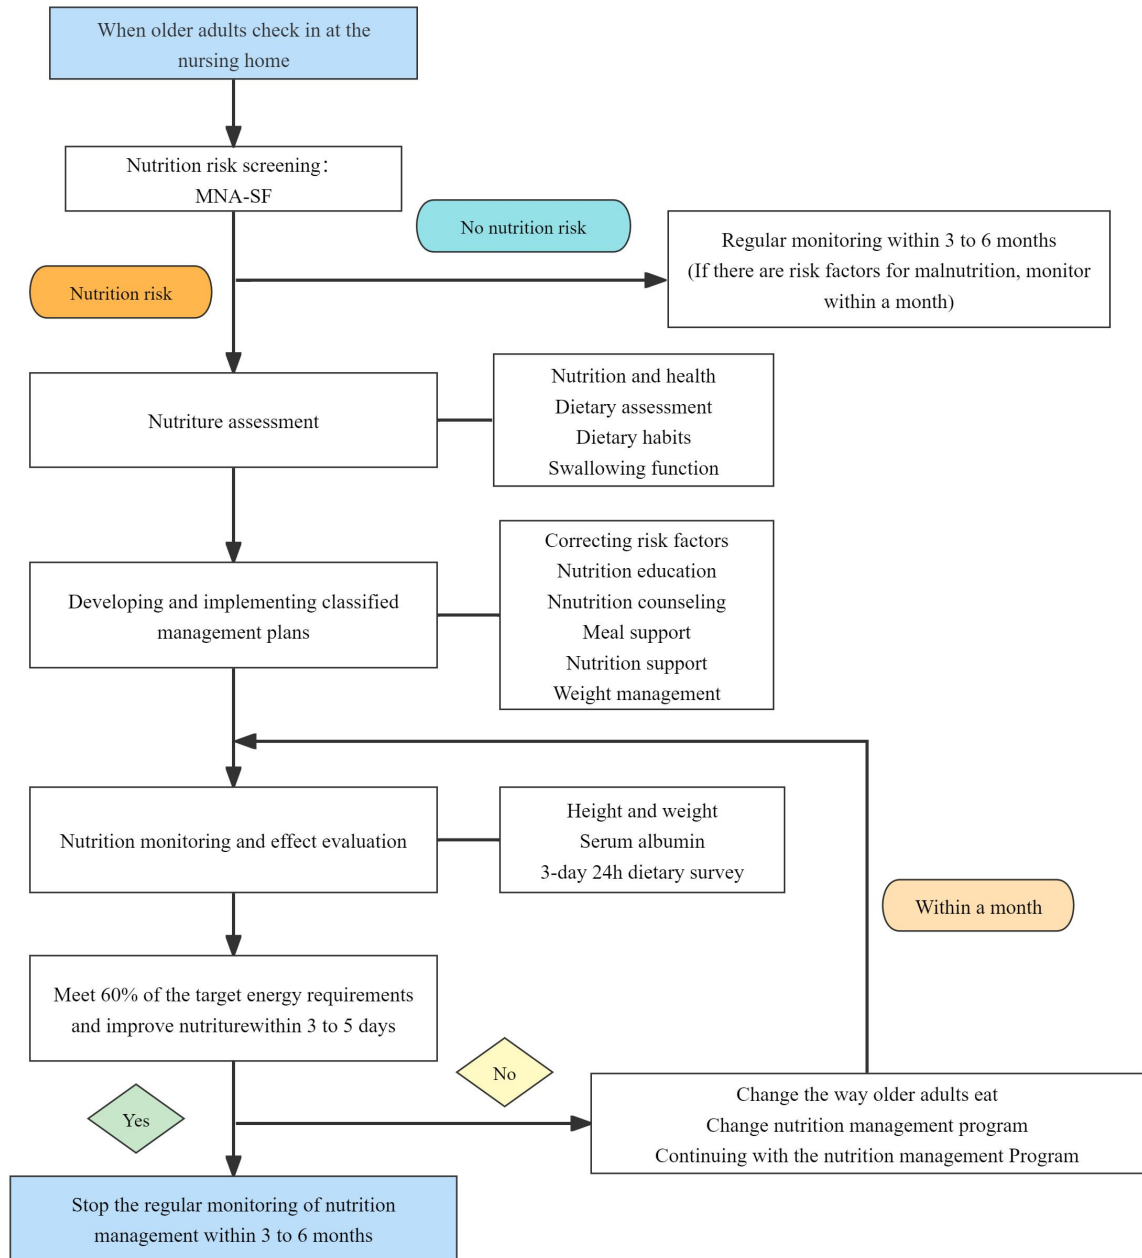 When older adults check in at the
nursing home
Nutrition risk screening：
MNA-SF
No nutrition risk
Regular monitoring within 3 to 6 months
(If there are risk factors for malnutrition, monitor
within a month)
Nutrition risk
Nutriture assessment
Nutrition and health
Dietary assessment
Dietary habits
Swallowing function
Developing and implementing classified
management plans
Correcting risk factors
Nutrition education
Nnutrition counseling
Meal support
Nutrition support
Weight management
Nutrition monitoring and effect evaluation
Height and weight
Serum albumin
3-day 24h dietary survey
Within a month
Meet 60% of the target energy requirements
and improve nutriturewithin 3 to 5 days
No
Yes
Change the way older adults eat
Change nutrition management program
Continuing with the nutrition management Program
Stop the regular monitoring of nutrition
management within 3 to 6 months